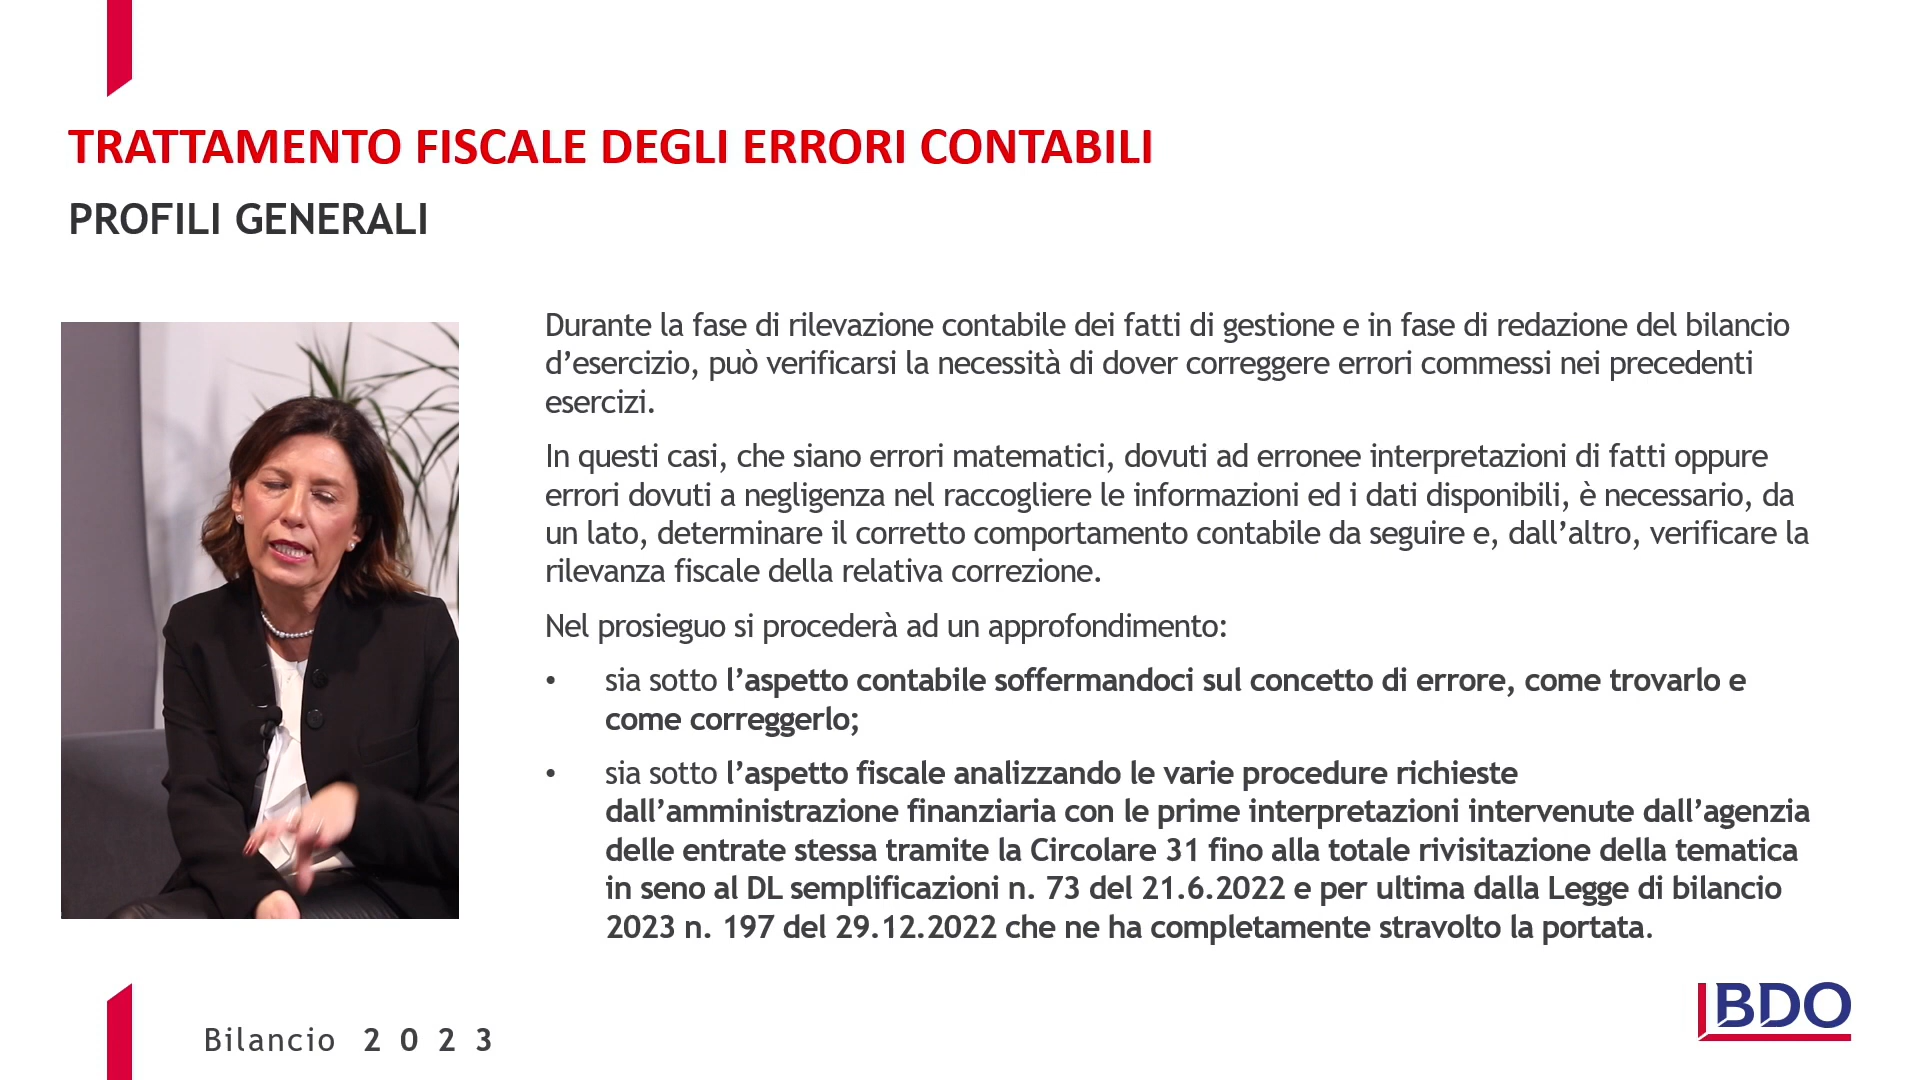 TRATTAMENTO FISCALE DEGLI ERRORI CONTABILI
PROFILI GENERALI
Durante la fase di rilevazione contabile dei fatti di gestione e in fase di redazione del bilancio
d’esercizio, può verificarsi la necessità di dover correggere errori commessi nei precedenti
esercizi.
In questi casi, che siano errori matematici, dovuti ad erronee interpretazioni di fatti oppure
errori dovuti a negligenza nel raccogliere le informazioni ed i dati disponibili, è necessario, da
un lato, determinare il corretto comportamento contabile da seguire e, dall’altro, verificare la
rilevanza fiscale della relativa correzione.
Nel prosieguo si procederà ad un approfondimento:
• sia sotto l’aspetto contabile soffermandoci sul concetto di errore, come trovarlo e
come correggerlo;
• sia sotto l’aspetto fiscale analizzando le varie procedure richieste
dall’amministrazione finanziaria con le prime interpretazioni intervenute dall’agenzia
delle entrate stessa tramite la Circolare 31 fino alla totale rivisitazione della tematica
in seno al DL semplificazioni n. 73 del 21.6.2022 e per ultima dalla Legge di bilancio
2023 n. 197 del 29.12.2022 che ne ha completamente stravolto la portata.
Bilancio 2023
BDO